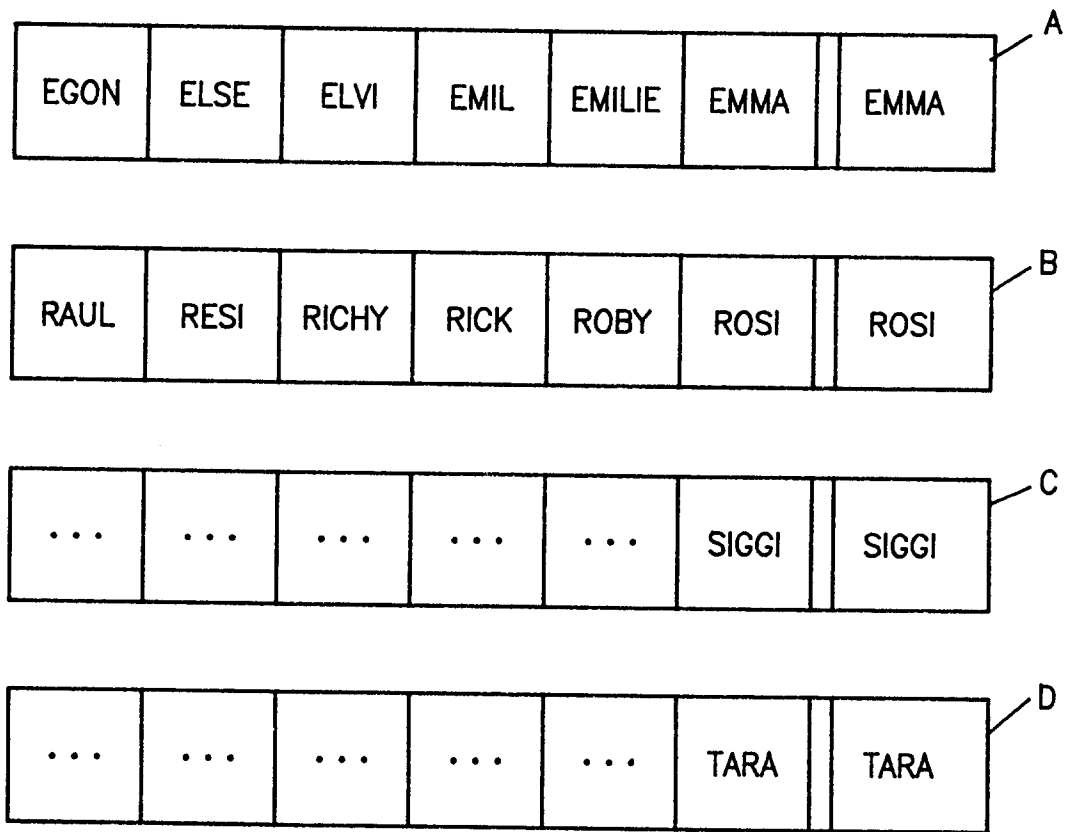 A
EGON ELSE ELVI EMIL EMILIE EMMA EMMA
B
RAUL RESI RICHY RICK ROBY ROSI ROSI
C
... ... ... ... ... SIGGI SIGGI
D
... ... ... ... ... TARA TARA